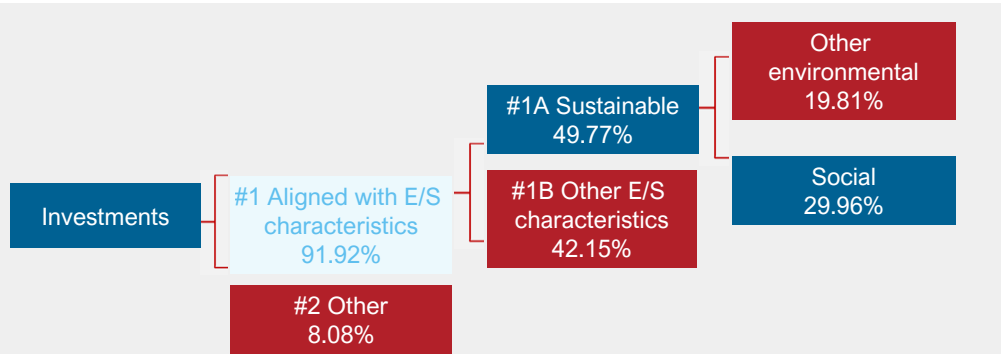 Investments
#1 Aligned with E/S
characteristics
91.92%
#2 Other
8.08%
#1A Sustainable
49.77%
#1B Other E/S
characteristics
42.15%
Other
environmental
19.81%
Social
29.96%